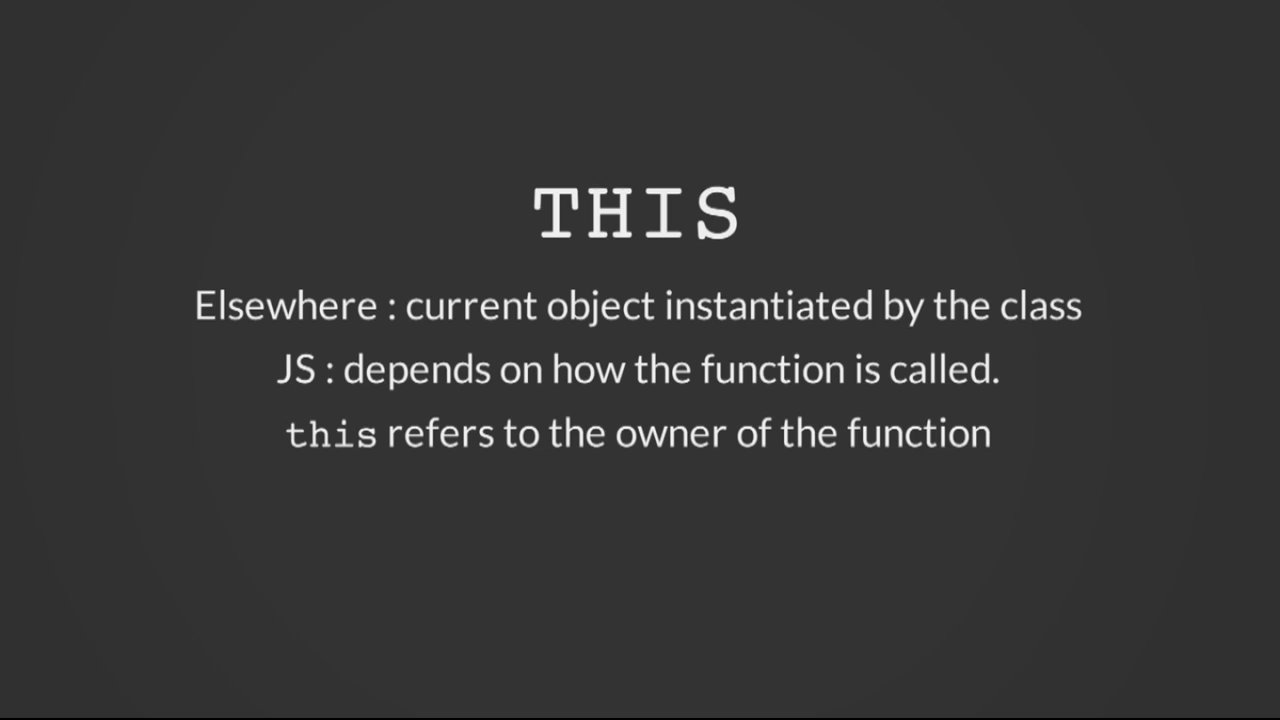 THIS
Elsewhere : current object instantiated by the class
JS : depends on how the function is called.
this refers to the owner of the function